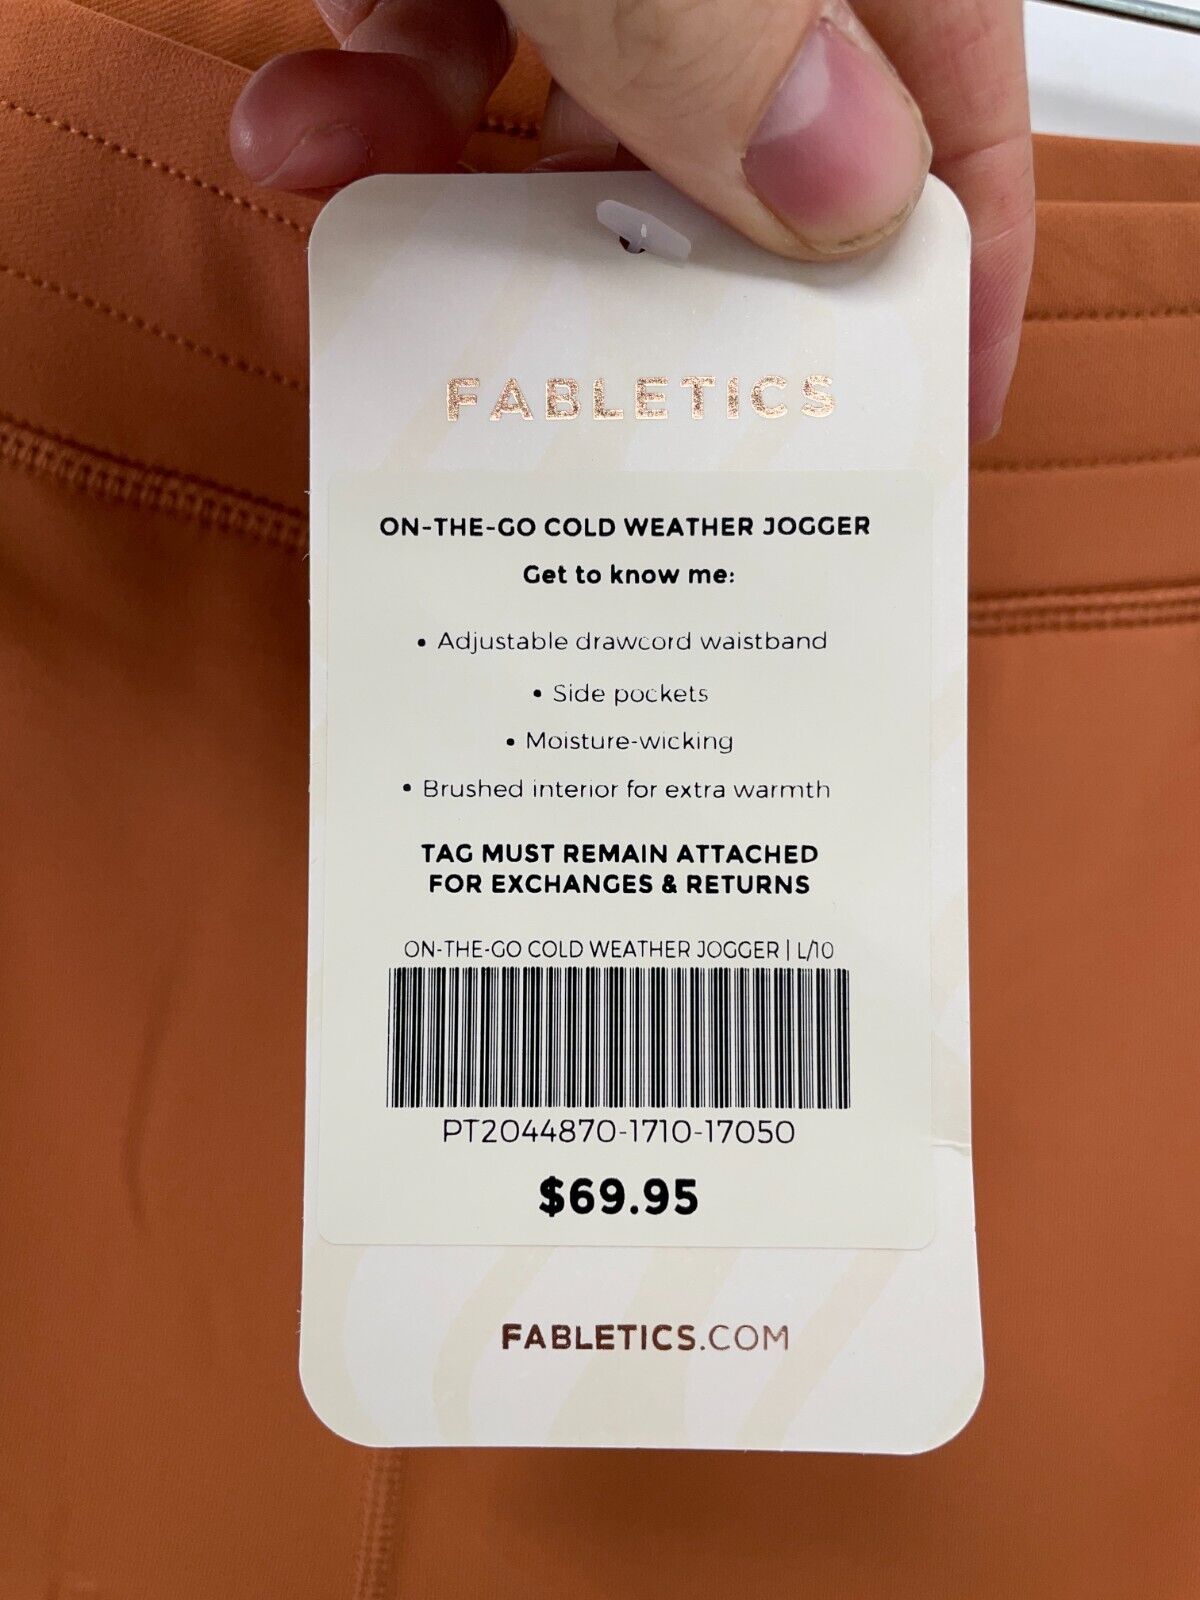 FABLETICS
ON-THE-GO COLD WEATHER JOGGER
Get to know me:
• Adjustable drawcord waistband
• Side pockets
• Moisture-wicking
• Brushed interior for extra warmth
TAG MUST REMAIN ATTACHED
FOR EXCHANGES & RETURNS
ON-THE-GO COLD WEATHER JOGGER | L/10
PT2044870-1710-17050
$69.95
FABLETICS.COM